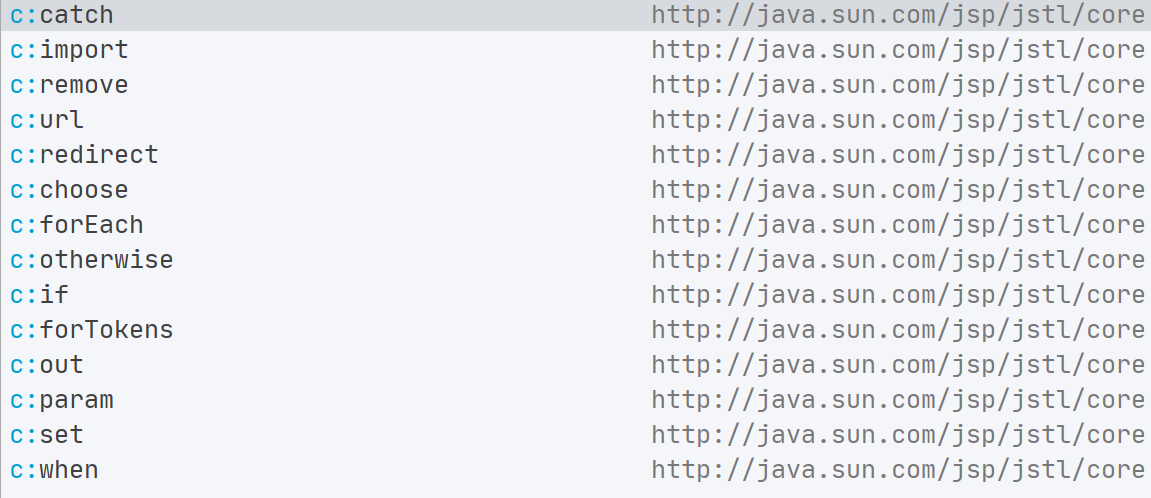 c:catch http://java.sun.com/jsp/jstl/core
c:import http://java.sun.com/jsp/jstl/core
c:remove http://java.sun.com/jsp/jstl/core
c:url http://java.sun.com/jsp/jstl/core
c:redirect http://java.sun.com/jsp/jstl/core
c:choose http://java.sun.com/jsp/jstl/core
c:forEach http://java.sun.com/jsp/jstl/core
c:otherwise http://java.sun.com/jsp/jstl/core
c:if http://java.sun.com/jsp/jstl/core
c:forTokens http://java.sun.com/jsp/jstl/core
c:out http://java.sun.com/jsp/jstl/core
c:param http://java.sun.com/jsp/jstl/core
c:set http://java.sun.com/jsp/jstl/core
c:when http://java.sun.com/jsp/jstl/core